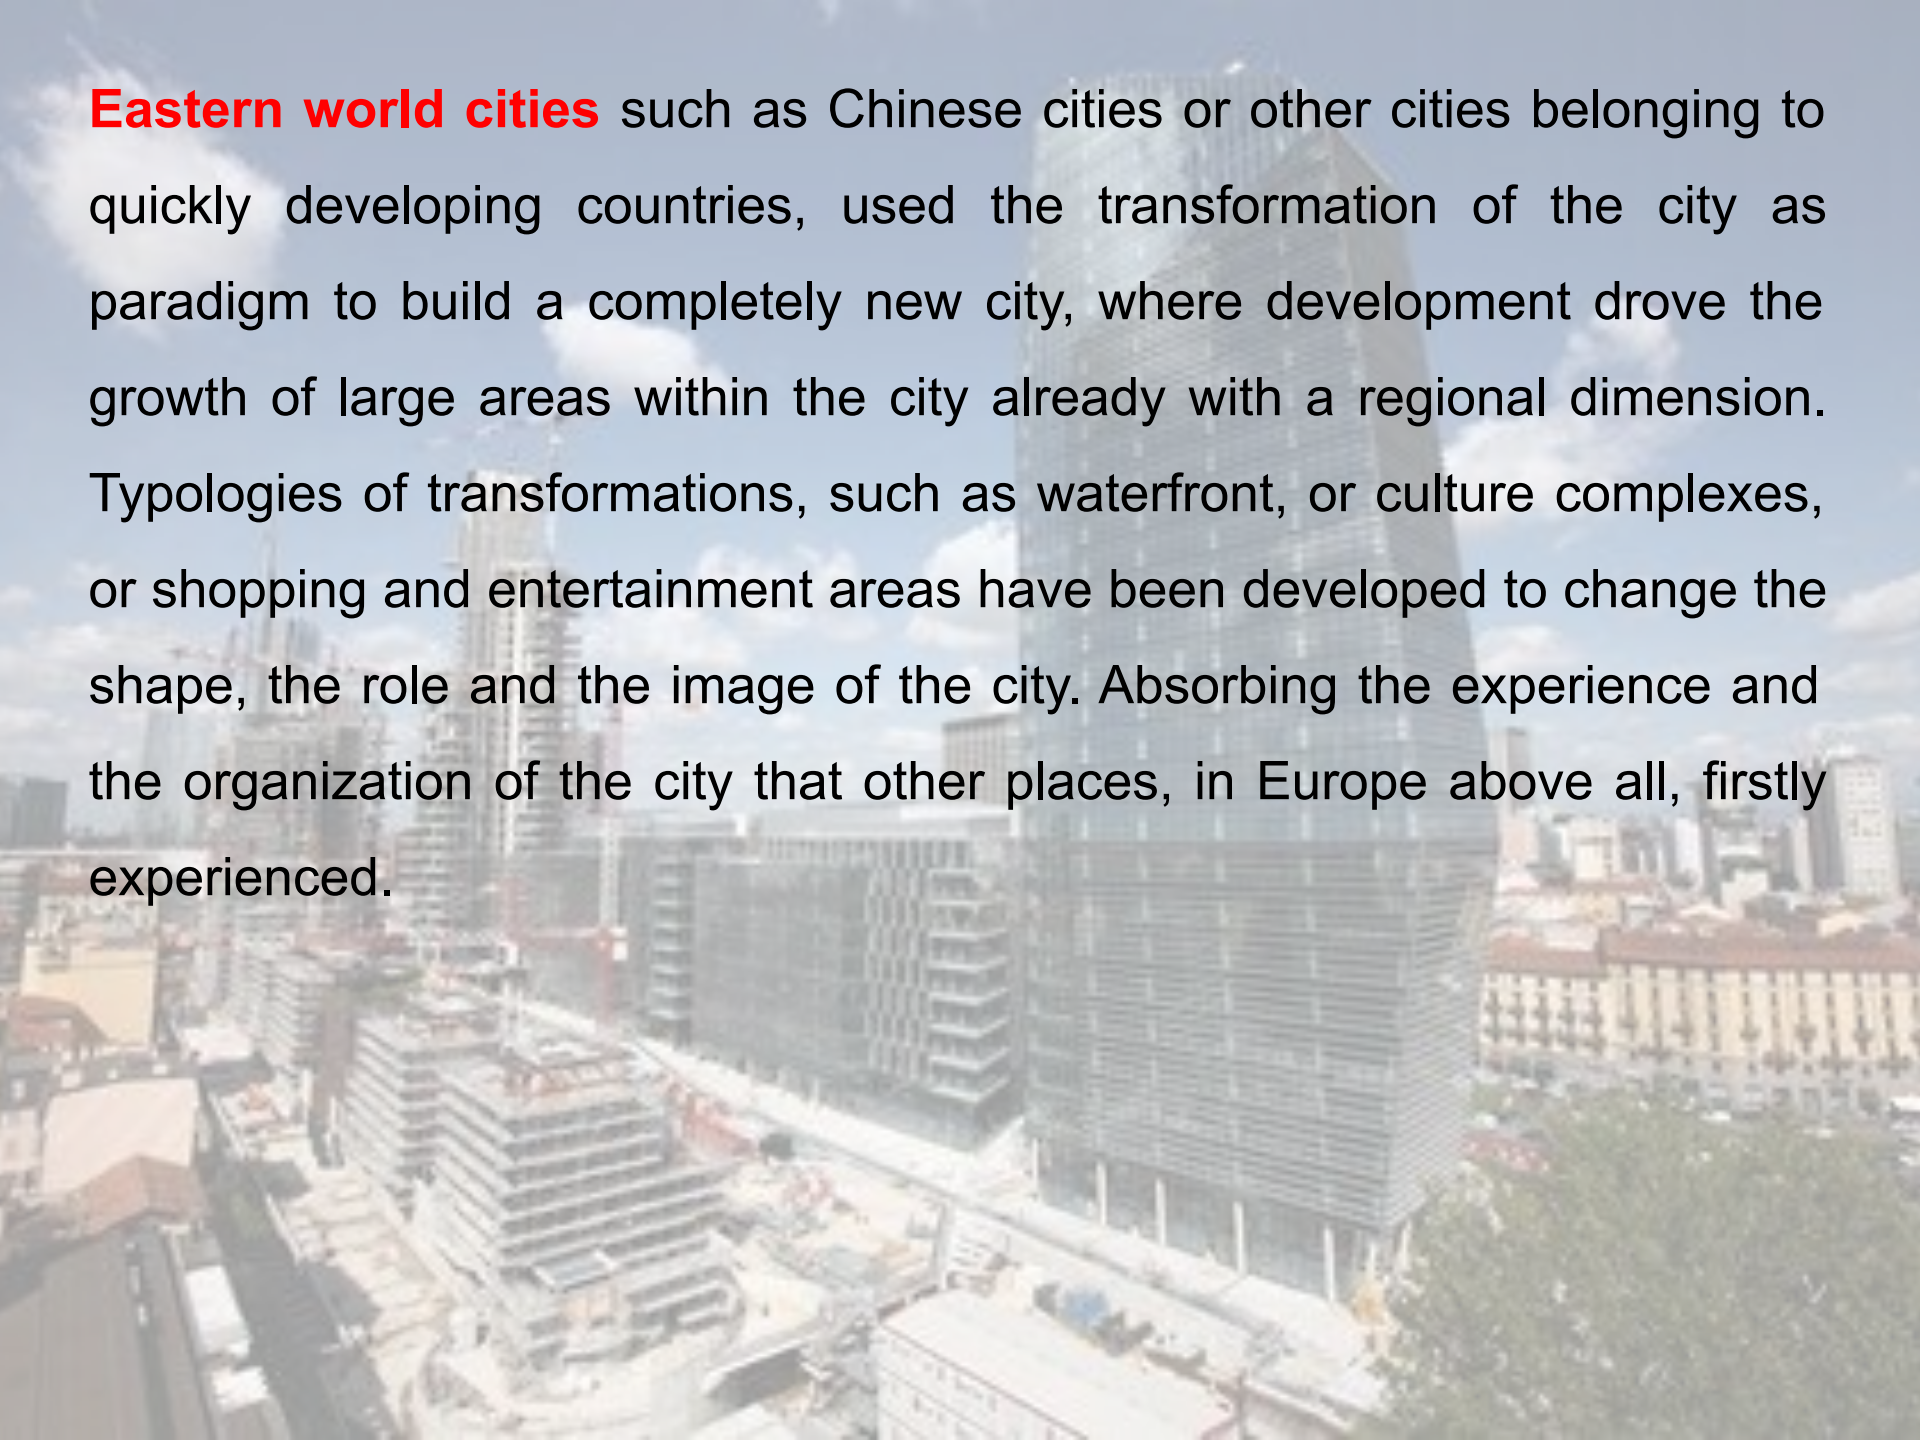 Eastern world cities such as Chinese cities or other cities belonging to
quickly developing countries, used the transformation of the city as
paradigm to build a completely new city, where development drove the
growth of large areas within the city already with a regional dimension.
Typologies of transformations, such as waterfront, or culture complexes,
or shopping and entertainment areas have been developed to change the
shape, the role and the image of the city. Absorbing the experience and
the organization of the city that other places, in Europe above all, firstly
experienced.